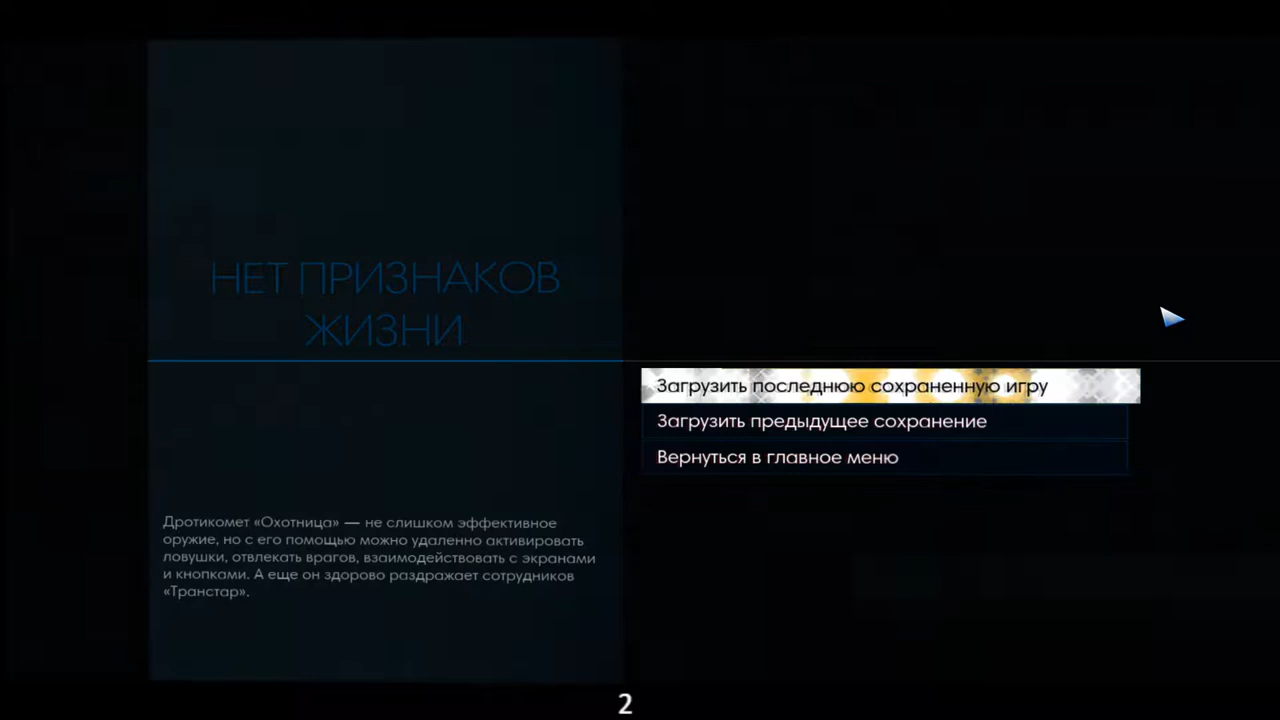 НЕТ ПРИЗНАКОВ
ЖИЗНИ
Загрузить последнюю сохраненную игру
Загрузить предыдущее сохранение
Вернуться в главное меню
Дротикомет «Охотница» — не слишком эффективное
оружие, но с его помощью можно удаленно активировать
ловушки, отвлекать врагов, взаимодействовать с экранами
и кнопками. А еще он здорово раздражает сотрудников
«Транстар».
2